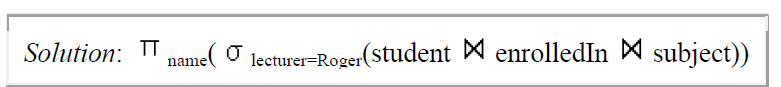 Solution: π name( σ lecturer=Roger(student ⋈ enrolledIn ⋈ subject))